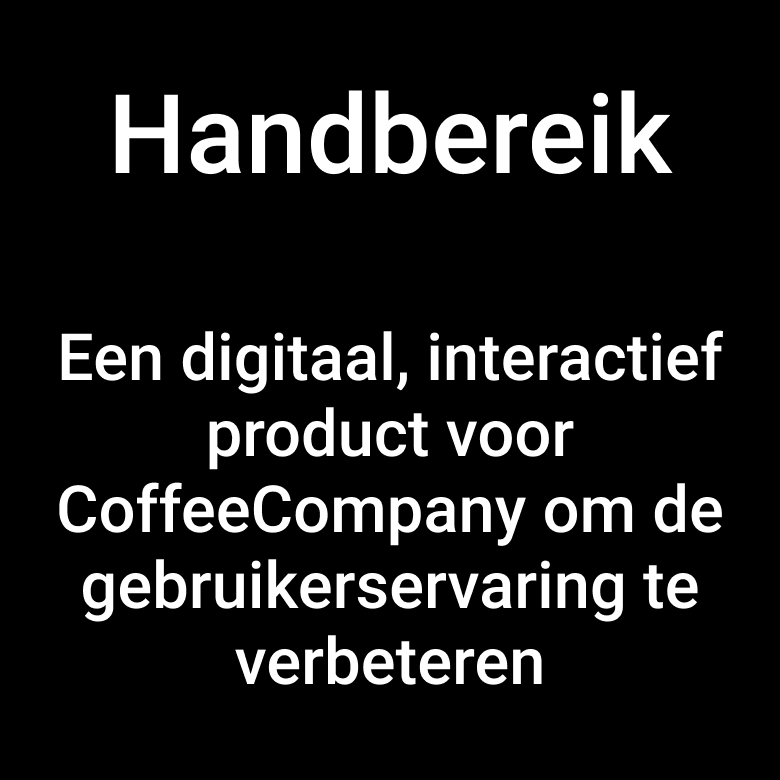 Handbereik
Een digitaal, interactief
product voor
CoffeeCompany om de
gebruikerservaring te
verbeteren